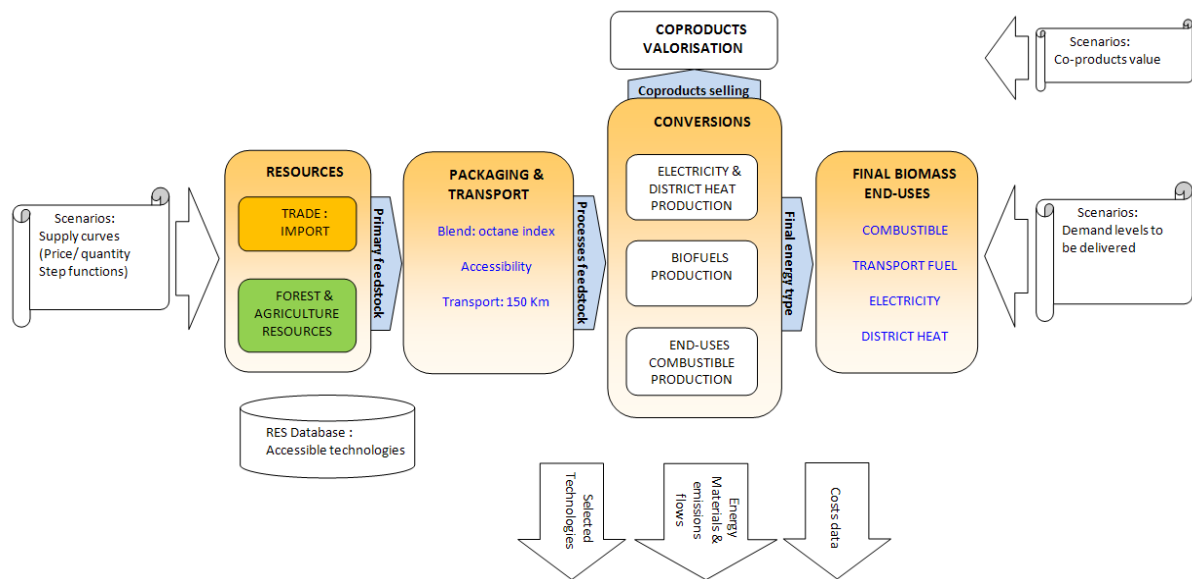 COPRODUCTS
VALORISATION
Scenarios:
Co-products value
Coproducts selling
CONVERSIONS
RESOURCES
PACKAGING &
TRANSPORT
ELECTRICITY &
DISTRICT HEAT
PRODUCTION
FINAL BIOMASS
END-USES
Scenarios:
Supply curves
(Price/ quantity
Step functions)
TRADE :
IMPORT
Primary feedstock
Blend: octane index
Accessibility
Transport: 150 Km
Processes feedstock
BIOFUELS
PRODUCTION
Final energy type
COMBUSTIBLE
TRANSPORT FUEL
ELECTRICITY
DISTRICT HEAT
Scenarios:
Demand levels to
be delivered
FOREST &
AGRICULTURE
RESOURCES
END-USES
COMBUSTIBLE
PRODUCTION
RES Database :
Accessible technologies
Selected
Technologies
Energy
Materials &
emissions
flows
Costs data